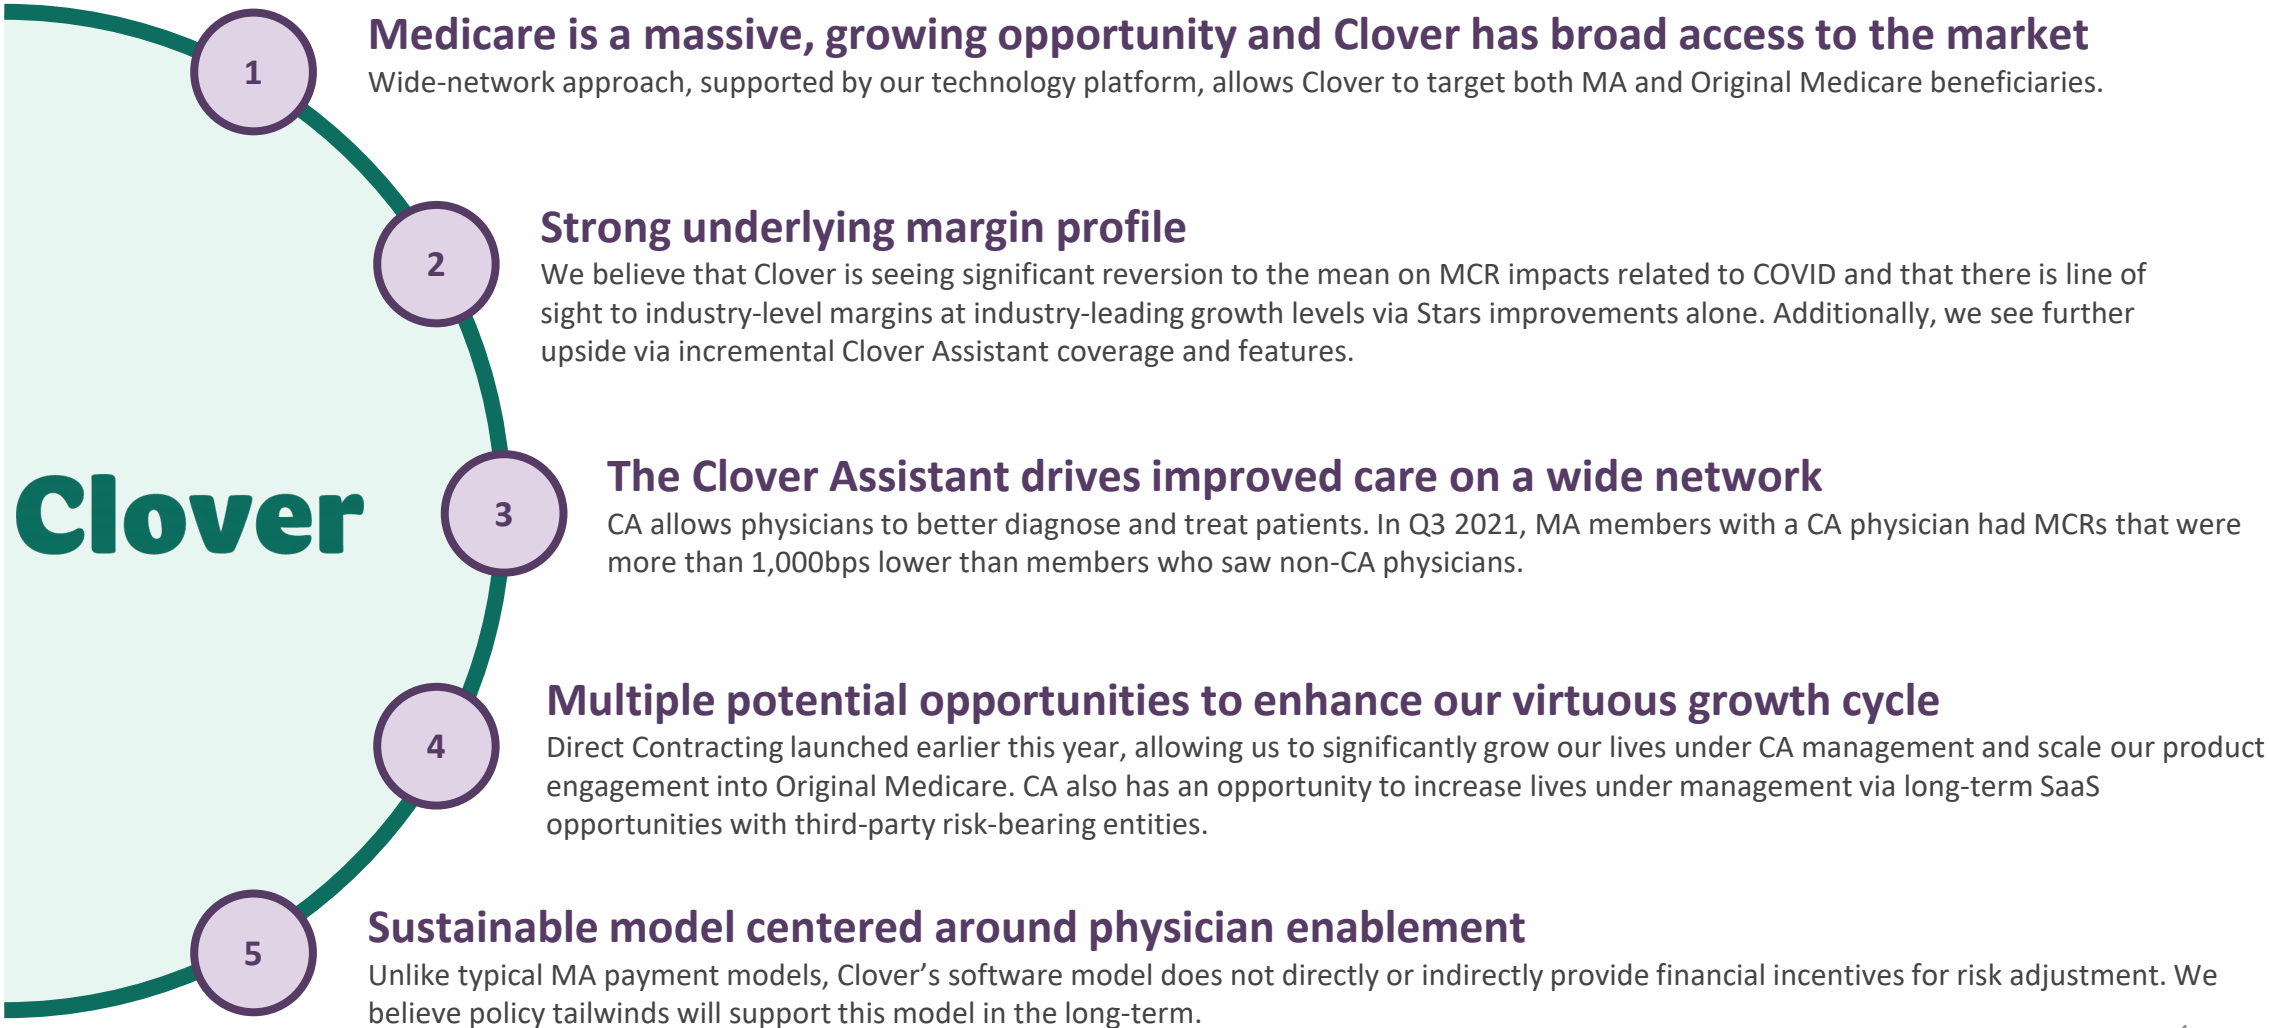 1
Medicare is a massive, growing opportunity and Clover has broad access to the market
Wide-network approach, supported by our technology platform, allows Clover to target both MA and Original Medicare beneficiaries.
2
Strong underlying margin profile
We believe that Clover is seeing significant reversion to the mean on MCR impacts related to COVID and that there is line of
sight to industry-level margins at industry-leading growth levels via Stars improvements alone. Additionally, we see further
upside via incremental Clover Assistant coverage and features.
Clover
3
The Clover Assistant drives improved care on a wide network
CA allows physicians to better diagnose and treat patients. In Q3 2021, MA members with a CA physician had MCRs that were
more than 1,000bps lower than members who saw non-CA physicians.
4
Multiple potential opportunities to enhance our virtuous growth cycle
Direct Contracting launched earlier this year, allowing us to significantly grow our lives under CA management and scale our product
engagement into Original Medicare. CA also has an opportunity to increase lives under management via long-term SaaS
opportunities with third-party risk-bearing entities.
5
Sustainable model centered around physician enablement
Unlike typical MA payment models, Clover's software model does not directly or indirectly provide financial incentives for risk adjustment. We
believe policy tailwinds will support this model in the long-term.